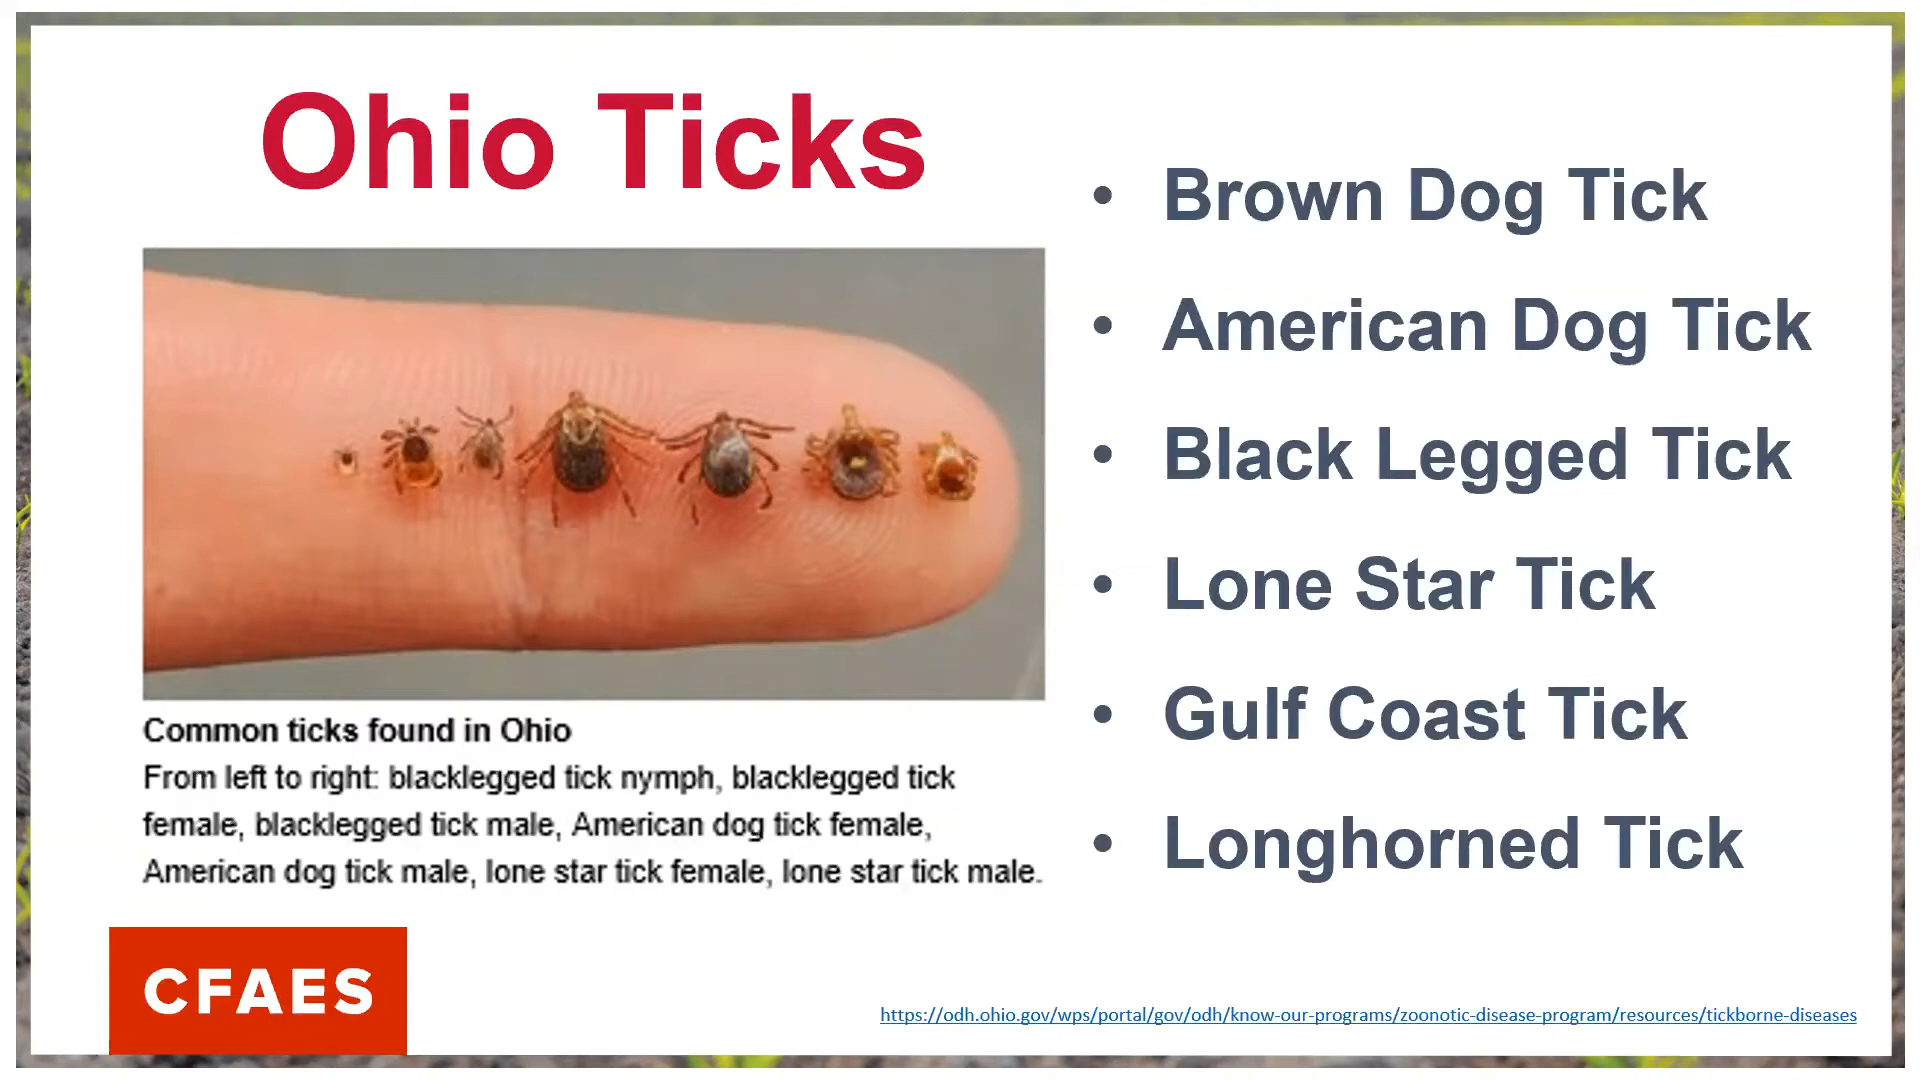 Ohio Ticks
Common ticks found in Ohio
From left to right: blacklegged tick nymph, blacklegged tick
female, blacklegged tick male, American dog tick female,
American dog tick male, lone star tick female, lone star tick male.
• Brown Dog Tick
• American Dog Tick
• Black Legged Tick
• Lone Star Tick
• Gulf Coast Tick
• Longhorned Tick
CFAES
https://odh.ohio.gov/wps/portal/gov/odh/know-our-programs/zoonotic-disease-program/resources/tickborne-diseases